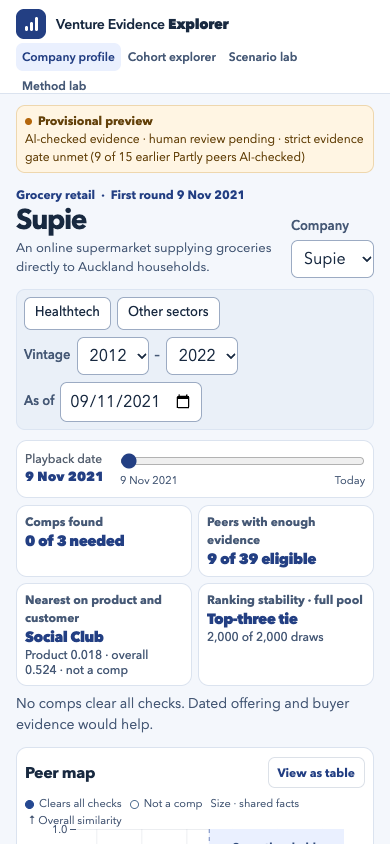 Venture Evidence Explorer
Company profile Cohort explorer Scenario lab
Method lab
Provisional preview
AI-checked evidence · human review pending · strict evidence
gate unmet (9 of 15 earlier Partly peers AI-checked)
Grocery retail · First round 9 Nov 2021
Supie
An online supermarket supplying groceries
directly to Auckland households.
Company
Supie
Healthtech Other sectors
Vintage 2012 – 2022
As of 09/11/2021
Playback date
9 Nov 2021
9 Nov 2021 Today
Comps found
0 of 3 needed
Peers with enough
evidence
9 of 39 eligible
Nearest on product and
customer
Social Club
Product 0.018 · overall
0.524 · not a comp
Ranking stability · full pool
Top-three tie
2,000 of 2,000 draws
No comps clear all checks. Dated offering and buyer
evidence would help.
Peer map
View as table
Clears all checks Not a comp Size · shared facts
↑ Overall similarity
1.0